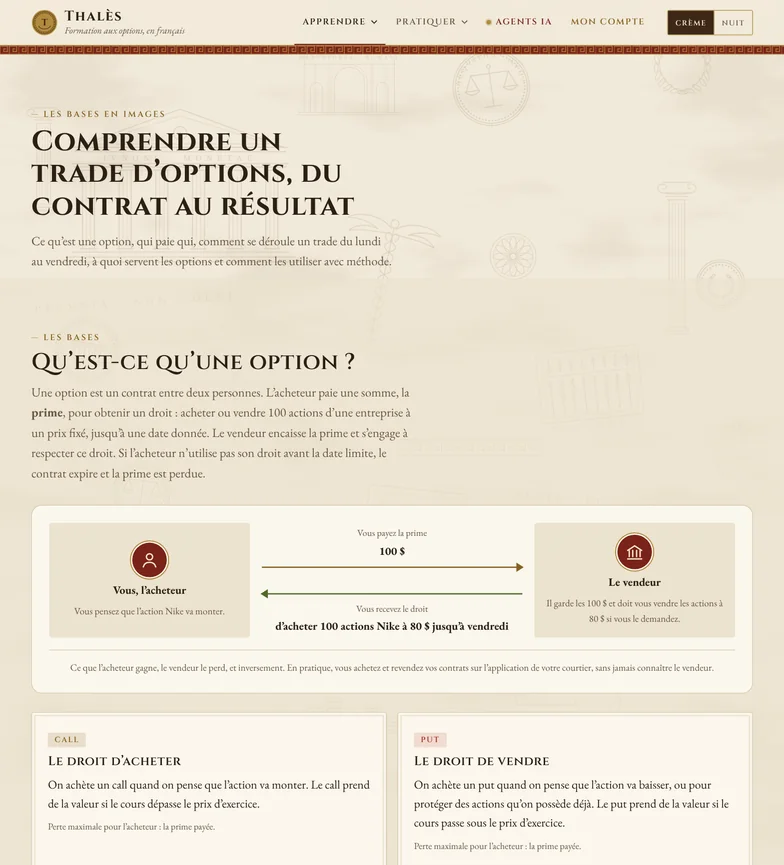 THALÈS
Formation aux options, en français
APPRENDRE
PRATIQUER
AGENTS IA
MON COMPTE
CRÈME
NUIT
— LES BASES EN IMAGES
COMPRENDRE UN
TRADE D’OPTIONS, DU
CONTRAT AU RÉSULTAT
Ce qu’est une option, qui paie qui, comment se déroule un trade du lundi
au vendredi, à quoi servent les options et comment les utiliser avec méthode.
— LES BASES
QU’EST-CE QU’UNE OPTION ?
Une option est un contrat entre deux personnes. L’acheteur paie une somme, la
prime, pour obtenir un droit : acheter ou vendre 100 actions d’une entreprise à
un prix fixé, jusqu’à une date donnée. Le vendeur encaisse la prime et s’engage à
respecter ce droit. Si l’acheteur n’utilise pas son droit avant la date limite, le
contrat expire et la prime est perdue.
Vous, l’acheteur
Vous pensez que l’action Nike va monter.
Vous payez la prime
100 $
Vous recevez le droit
d’acheter 100 actions Nike à 80 $ jusqu’à vendredi
Le vendeur
Il garde les 100 $ et doit vous vendre les actions à
80 $ si vous le demandez.
Ce que l’acheteur gagne, le vendeur le perd, et inversement. En pratique, vous achetez et revendez vos contrats sur l’application de votre courtier, sans jamais connaître le vendeur.
CALL
LE DROIT D’ACHETER
On achète un call quand on pense que l’action va monter. Le call prend
de la valeur si le cours dépasse le prix d’exercice.
Perte maximale pour l’acheteur : la prime payée.
PUT
LE DROIT DE VENDRE
On achète un put quand on pense que l’action va baisser, ou pour
protéger des actions qu’on possède déjà. Le put prend de la valeur si le
cours passe sous le prix d’exercice.
Perte maximale pour l’acheteur : la prime payée.